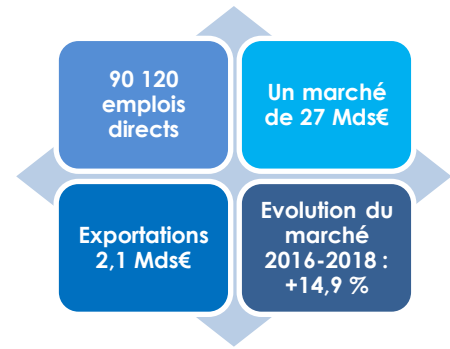 90 120
emplois
directs
Un marché
de 27 Mds€
Exportations
2,1 Mds€
Evolution du
marché
2016-2018 :
+14,9 %